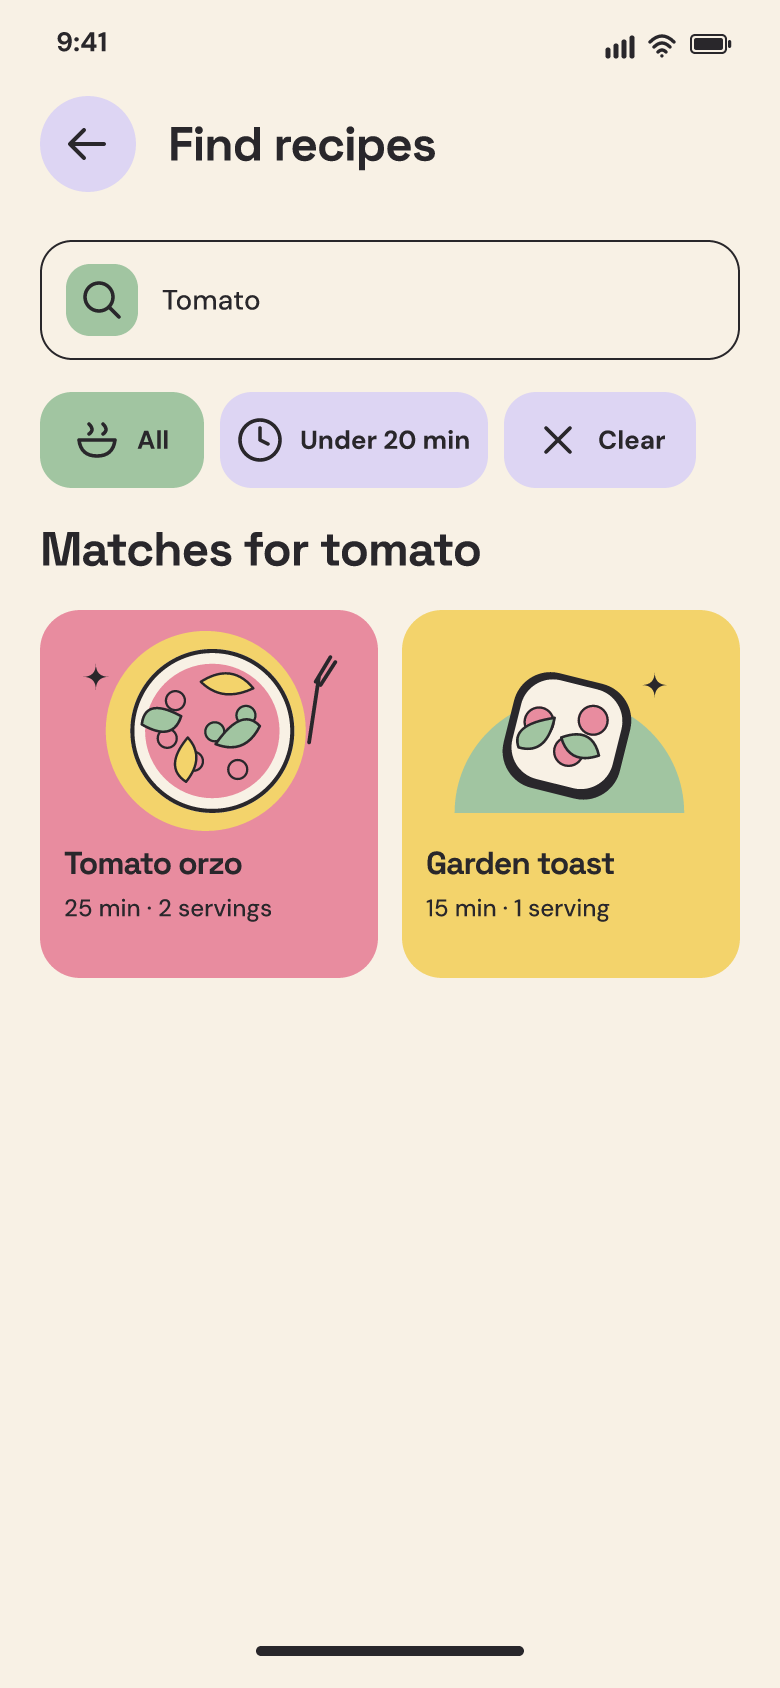 9:41
Find recipes
Tomato
All
Under 20 min
Clear
Matches for tomato
Tomato orzo
25 min · 2 servings
Garden toast
15 min · 1 serving